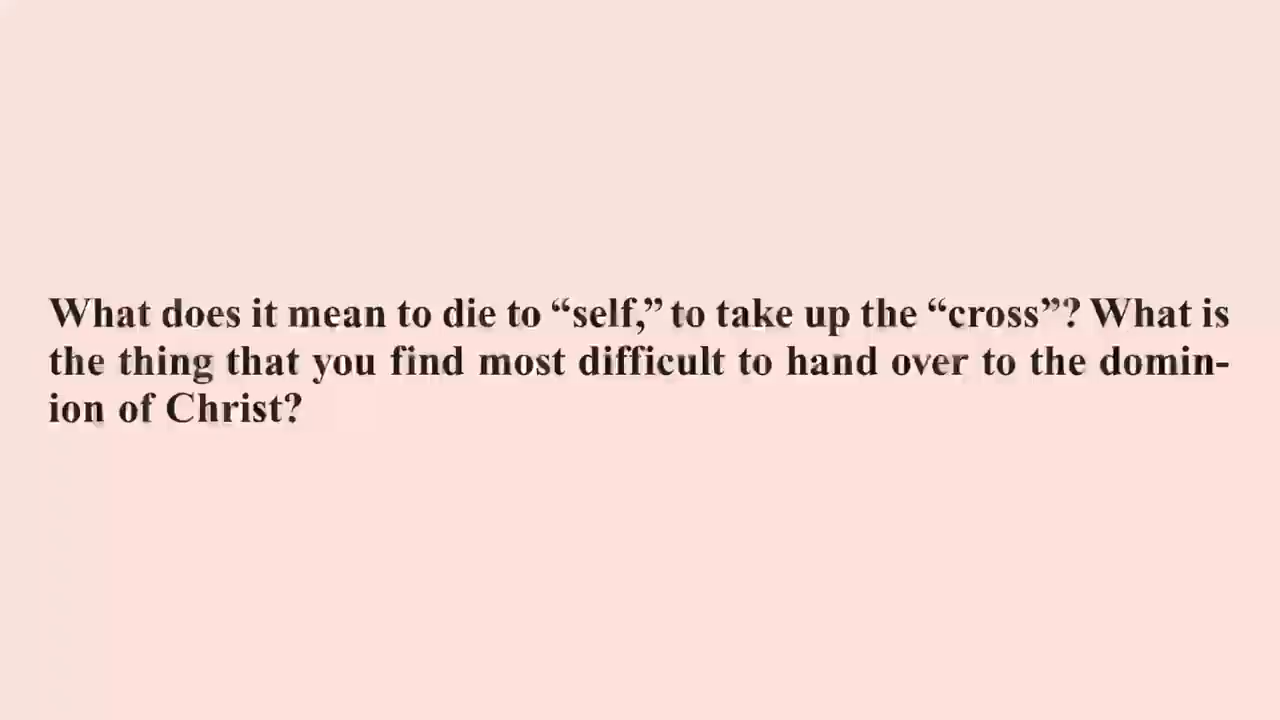 What does it mean to die to “self,” to take up the “cross”? What is
the thing that you find most difficult to hand over to the domin-
ion of Christ?